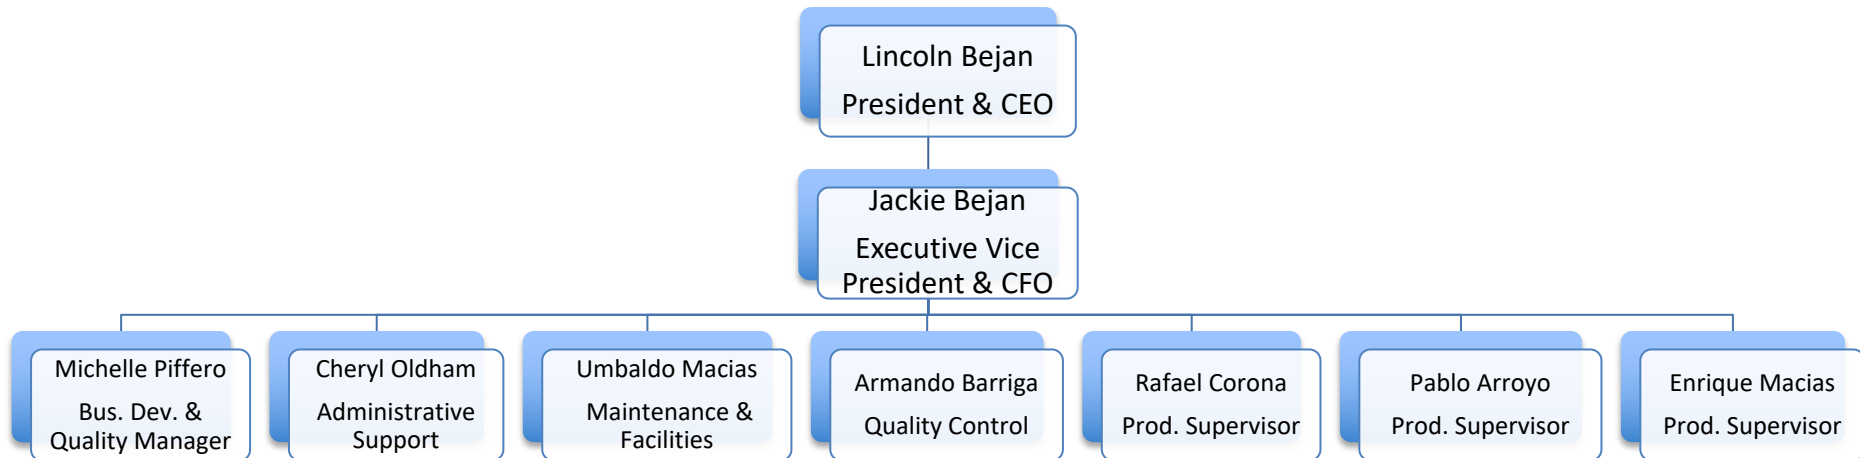 Lincoln Bejan
President & CEO
Jackie Bejan
Executive Vice
President & CFO
Michelle Piffero
Bus. Dev. &
Quality Manager
Cheryl Oldham
Administrative
Support
Umbaldo Macias
Maintenance &
Facilities
Armando Barriga
Quality Control
Rafael Corona
Prod. Supervisor
Pablo Arroyo
Prod. Supervisor
Enrique Macias
Prod. Supervisor